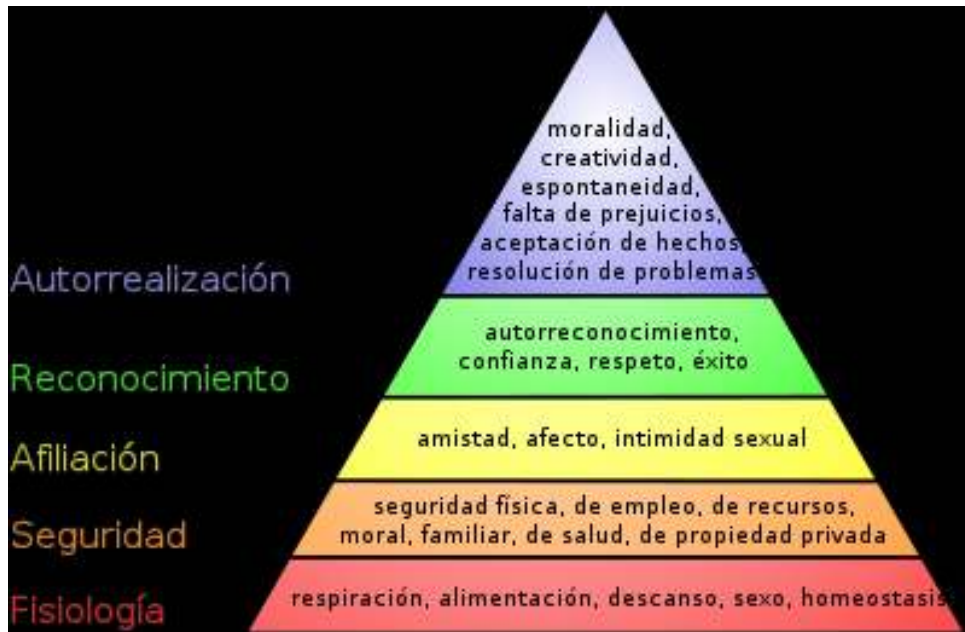 moralidad,
creatividad,
espontaneidad,
falta de prejuicios,
aceptación de hechos,
resolución de problemas
Autorrealización
autorreconocimiento,
confianza, respeto, éxito
Reconocimiento
amistad, afecto, intimidad sexual
Afiliación
seguridad física, de empleo, de recursos,
moral, familiar, de salud, de propiedad privada
Seguridad
respiración, alimentación, descanso, sexo, homeostasis
Fisiología